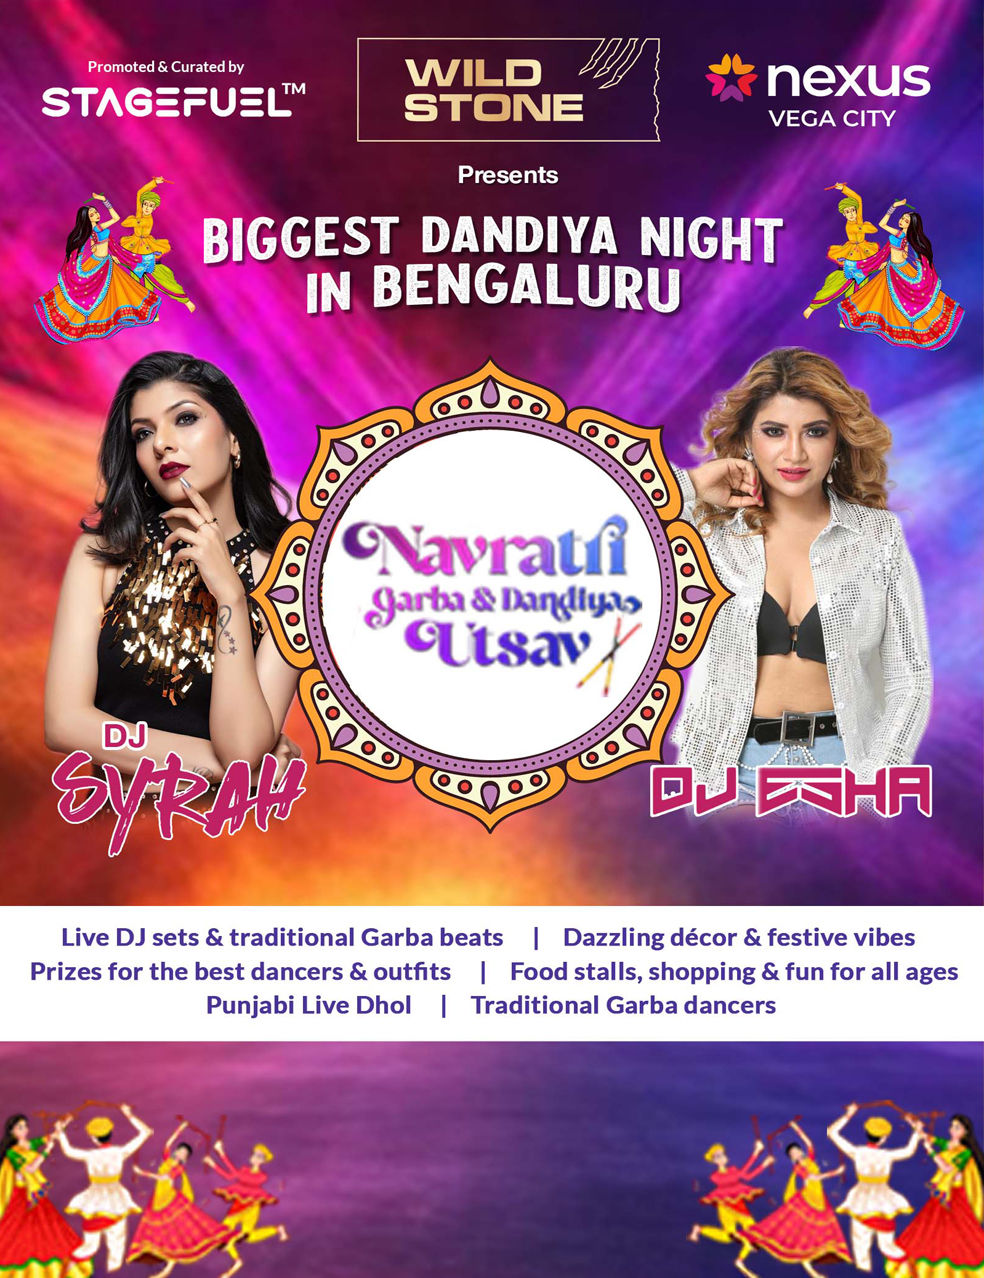 Promoted & Curated by
STAGEFUEL™
WILD
STONE
nexus
VEGA CITY
Presents
BIGGEST DANDIYA NIGHT
IN BENGALURU
Navratri
Garba & Dandiya
Utsav
DJ
SYRAH
DJ ESHA
Live DJ sets & traditional Garba beats | Dazzling décor & festive vibes
Prizes for the best dancers & outfits | Food stalls, shopping & fun for all ages
Punjabi Live Dhol | Traditional Garba dancers